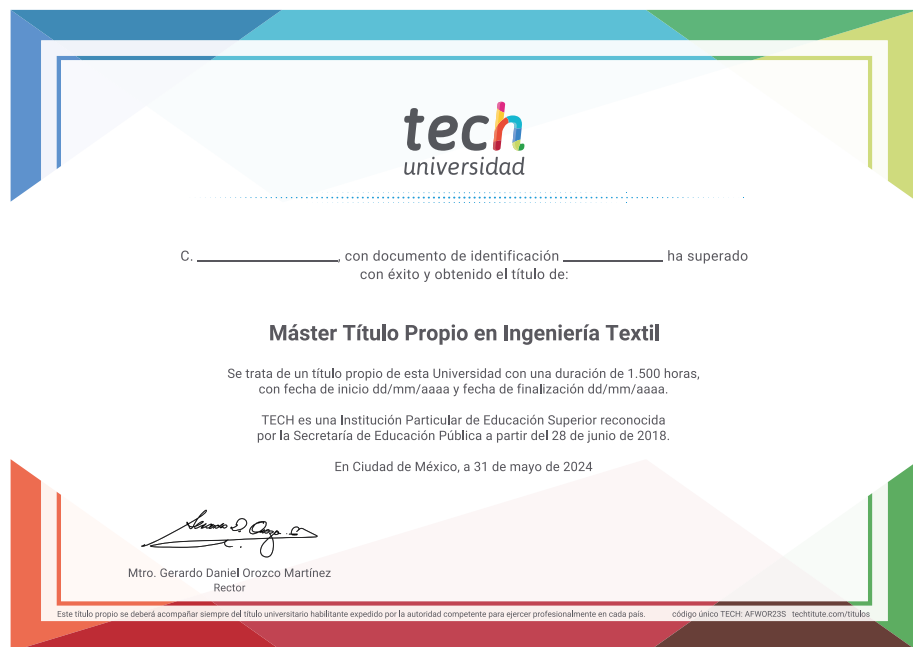 tech
universidad
C. ____________, con documento de identificación ____________ ha superado
con éxito y obtenido el título de:
Máster Título Propio en Ingeniería Textil
Se trata de un título propio de esta Universidad con una duración de 1.500 horas,
con fecha de inicio dd/mm/aaaa y fecha de finalización dd/mm/aaaa.
TECH es una Institución Particular de Educación Superior reconocida
por la Secretaría de Educación Pública a partir del 28 de junio de 2018.
En Ciudad de México, a 31 de mayo de 2024
Mtro. Gerardo Daniel Orozco Martínez
Rector
Este título propio se deberá acompañar siempre del título universitario habilitante expedido por la autoridad competente para ejercer profesionalmente en cada país. código único TECH: AFWOR23S techtitute.com/titulos